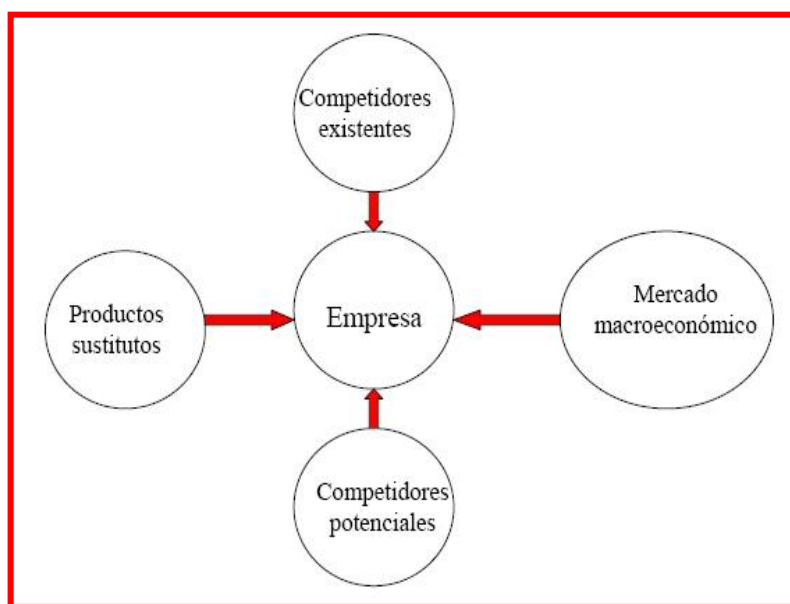 Competidores
existentes
Productos
sustitutos
Empresa
Mercado
macroeconómico
Competidores
potenciales